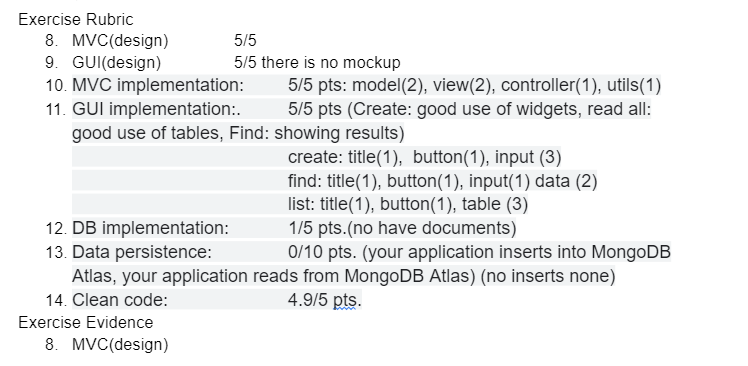 Exercise Rubric
8. MVC(design) 5/5
9. GUI(design) 5/5 there is no mockup
10. MVC implementation: 5/5 pts: model(2), view(2), controller(1), utils(1)
11. GUI implementation:. 5/5 pts (Create: good use of widgets, read all:
good use of tables, Find: showing results)
create: title(1), button(1), input (3)
find: title(1), button(1), input(1) data (2)
list: title(1), button(1), table (3)
12. DB implementation: 1/5 pts.(no have documents)
13. Data persistence: 0/10 pts. (your application inserts into MongoDB
Atlas, your application reads from MongoDB Atlas) (no inserts none)
14. Clean code: 4.9/5 pts.
Exercise Evidence
8. MVC(design)